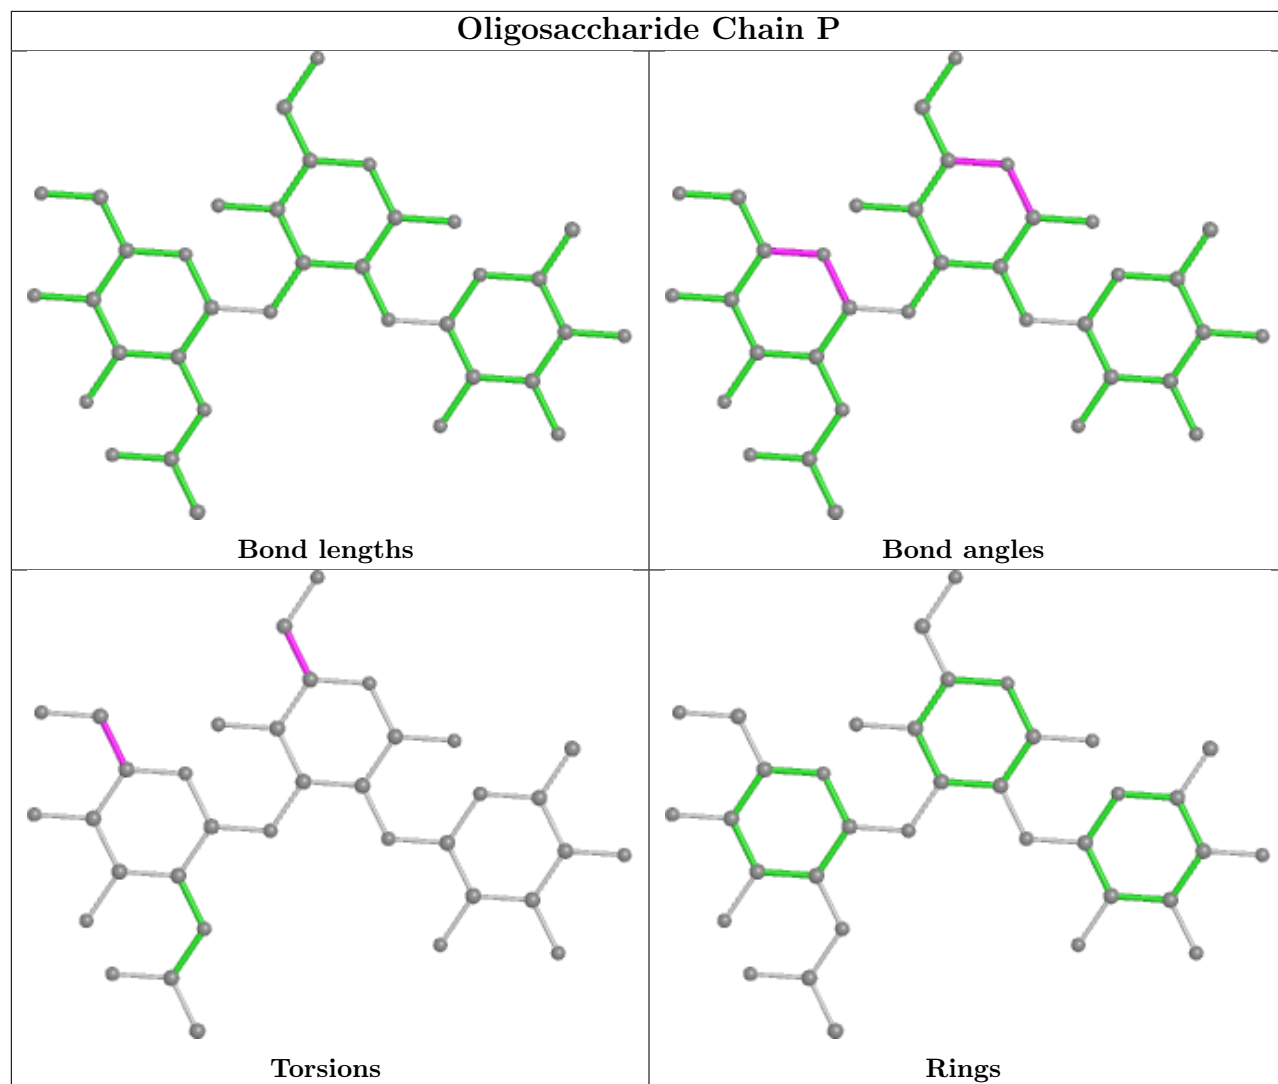 Oligosaccharide Chain P
Bond lengths
Bond angles
Torsions
Rings